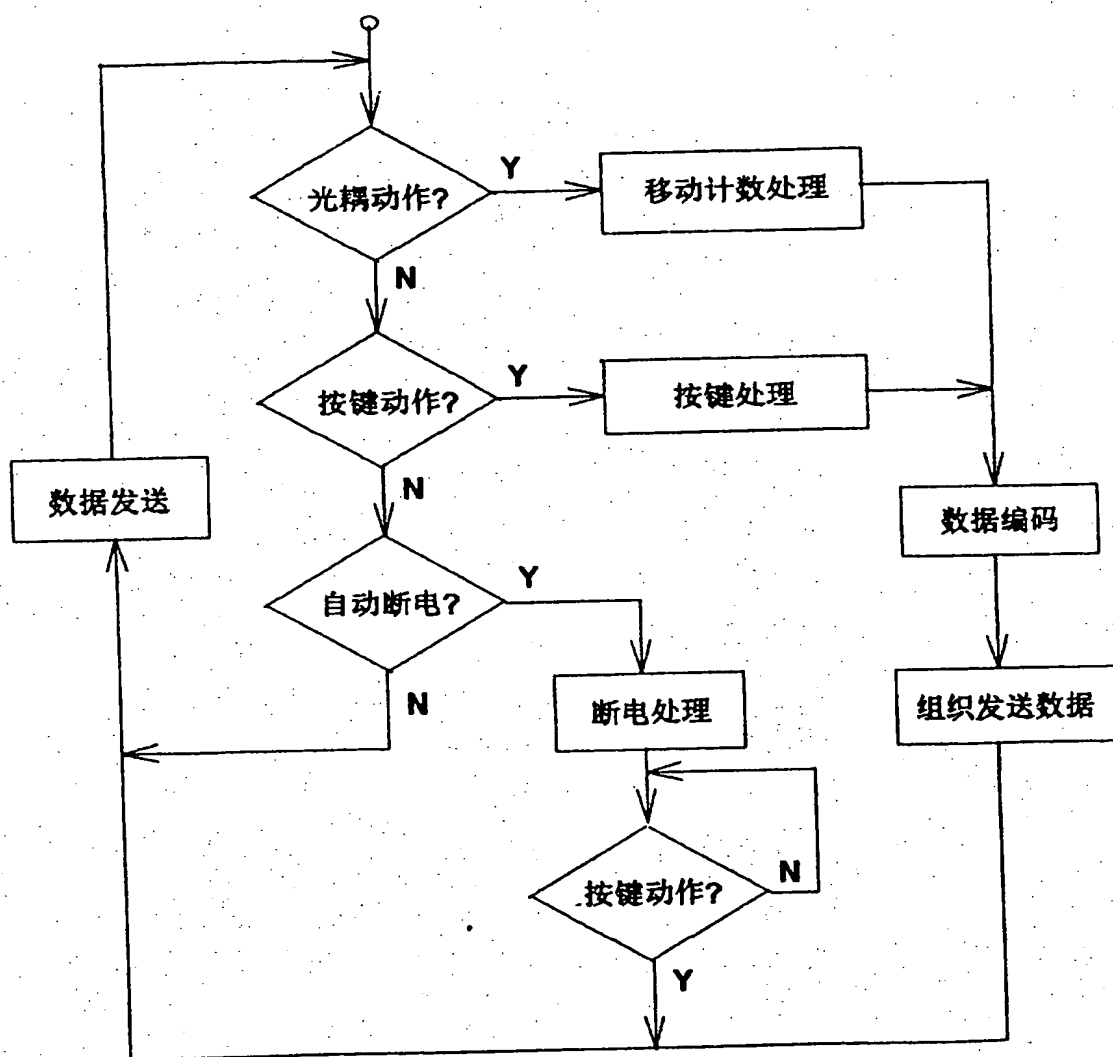 光耦动作?
Y
移动计数处理
N
按键动作?
Y
按键处理
N
数据发送
数据编码
自动断电?
Y
N
断电处理
组织发送数据
按键动作?
N
Y